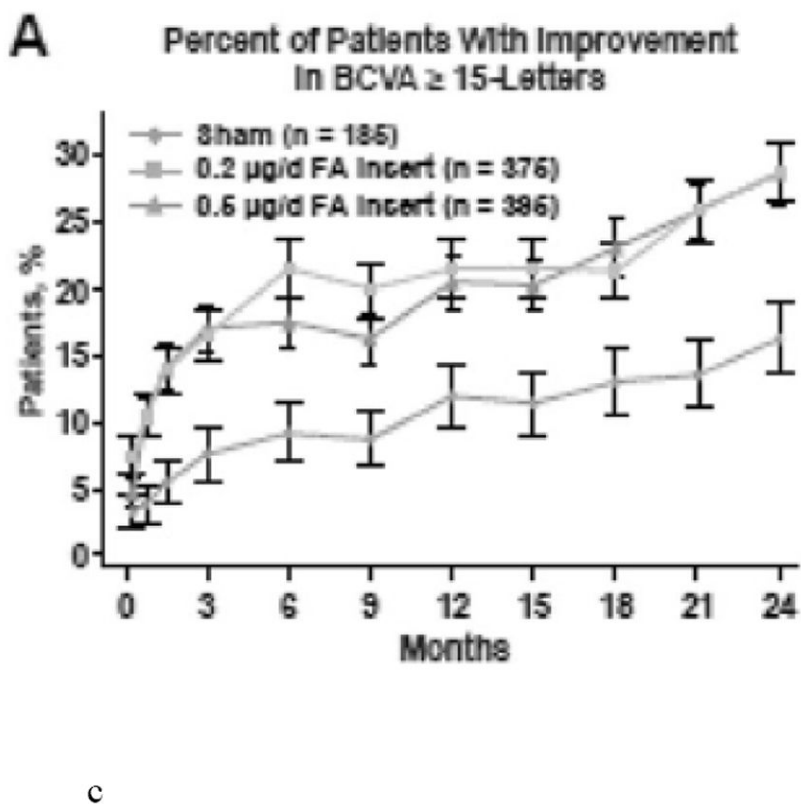 A
Percent of Patients With Improvement
in BCVA ≥ 15-Letters
Sham (n = 185)
0.2 µg/d FA Insert (n = 375)
0.5 µg/d FA Insert (n = 395)
Patients, %
30
25
20
15
10
5
0
0 3 6 9 12 15 18 21 24
Months
c